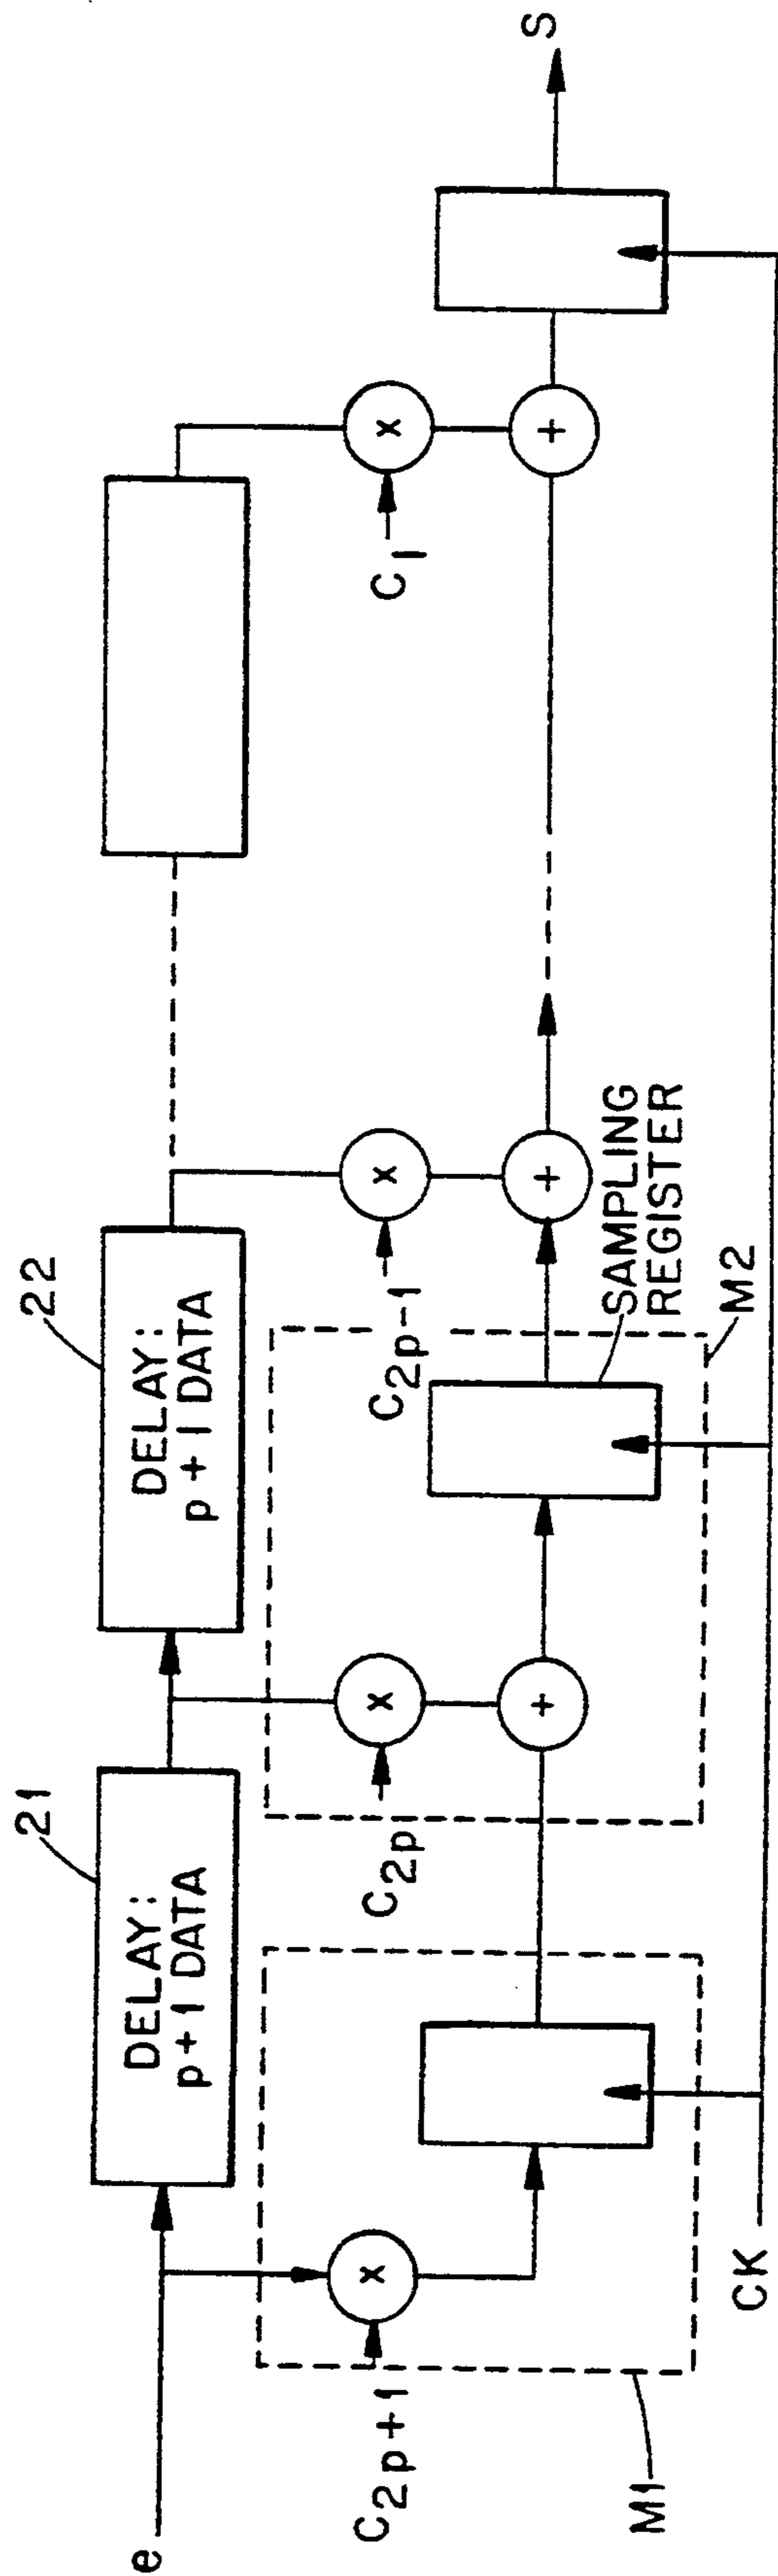 e
21
DELAY:
p+1 DATA
22
DELAY:
p+1 DATA
C2p+1
x
C2p
x
C2p-1
x
C1
x
+
+
+
S
SAMPLING
REGISTER
M1
M2
CK